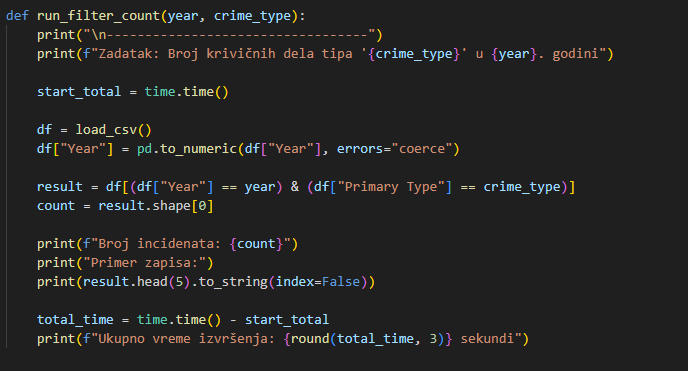 def run_filter_count(year, crime_type):
    print("\n----------------------------------")
    print(f"Zadatak: Broj krivičnih dela tipa '{crime_type}' u {year}. godini")
    start_total = time.time()
    df = load_csv()
    df["Year"] = pd.to_numeric(df["Year"], errors="coerce")
    result = df[(df["Year"] == year) & (df["Primary Type"] == crime_type)]
    count = result.shape[0]
    print(f"Broj incidenata: {count}")
    print("Primer zapisa:")
    print(result.head(5).to_string(index=False))
    total_time = time.time() - start_total
    print(f"Ukupno vreme izvršenja: {round(total_time, 3)} sekundi")